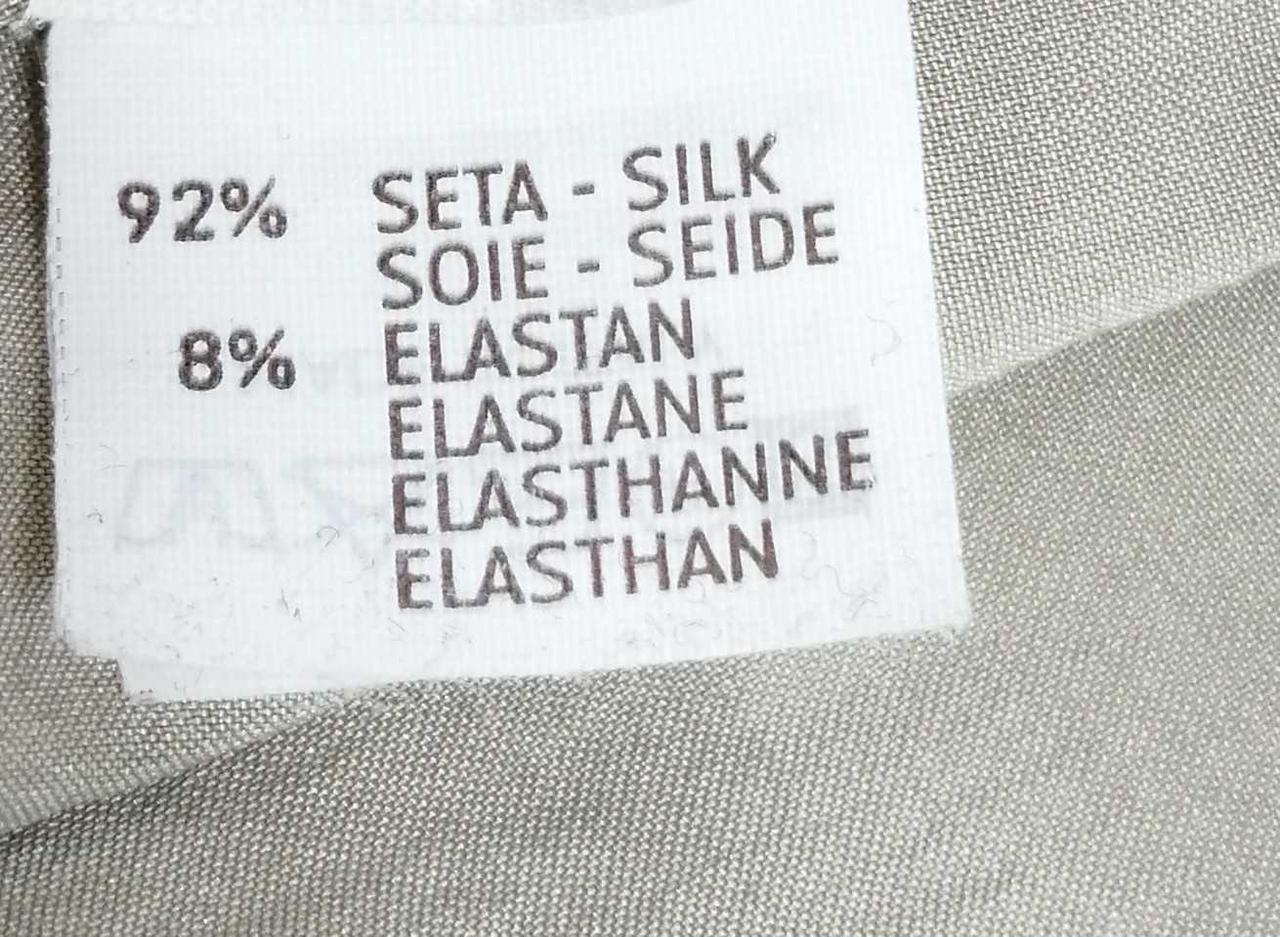 92% SETA - SILK
SOIE - SEIDE
8% ELASTAN
ELASTANE
ELASTHANNE
ELASTHAN